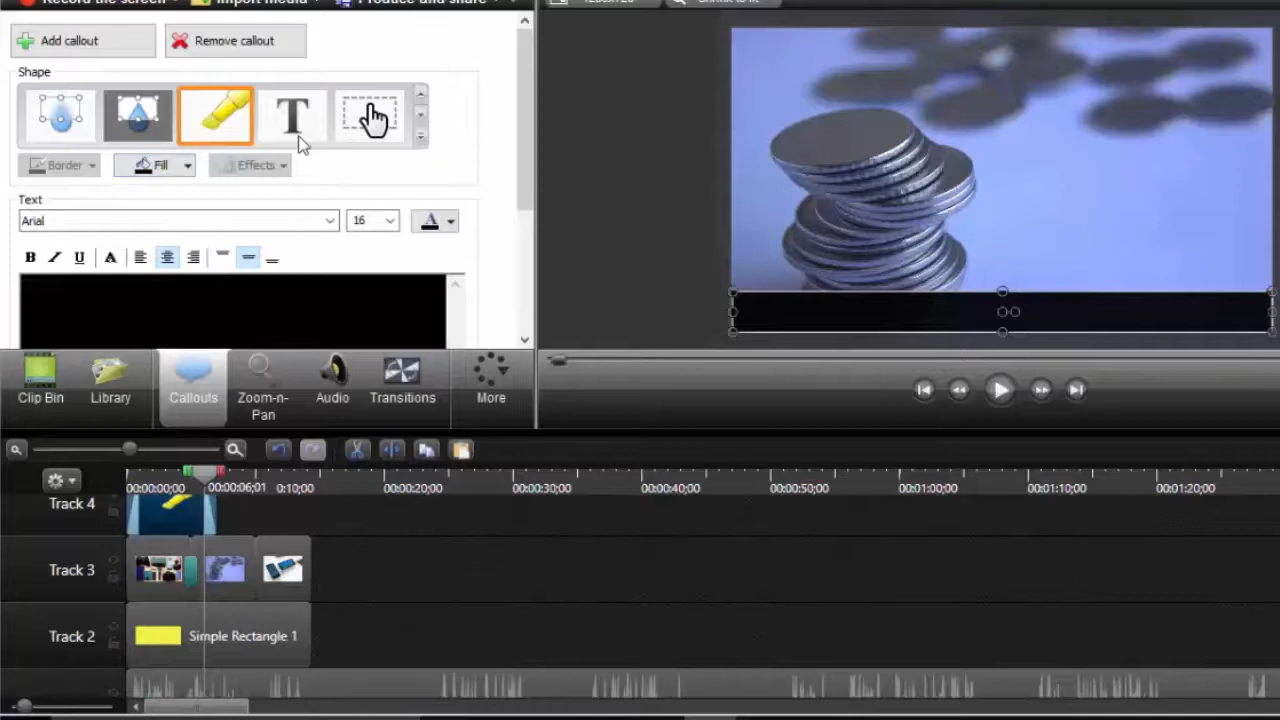 Record the screen
Import media
Produce and share
Add callout
Remove callout
Shape
T
Border
Fill
Effects
Text
Arial
16
A
B
I
U
A
Clip Bin
Library
Callouts
Zoom-n-
Pan
Audio
Transitions
More
00:00:00;00
00:00:06;01
0:10;00
00:00:20;00
00:00:30;00
00:00:40;00
00:00:50;00
00:01:00;00
00:01:10;00
00:01:20;00
Track 4
Track 3
Track 2
Simple Rectangle 1